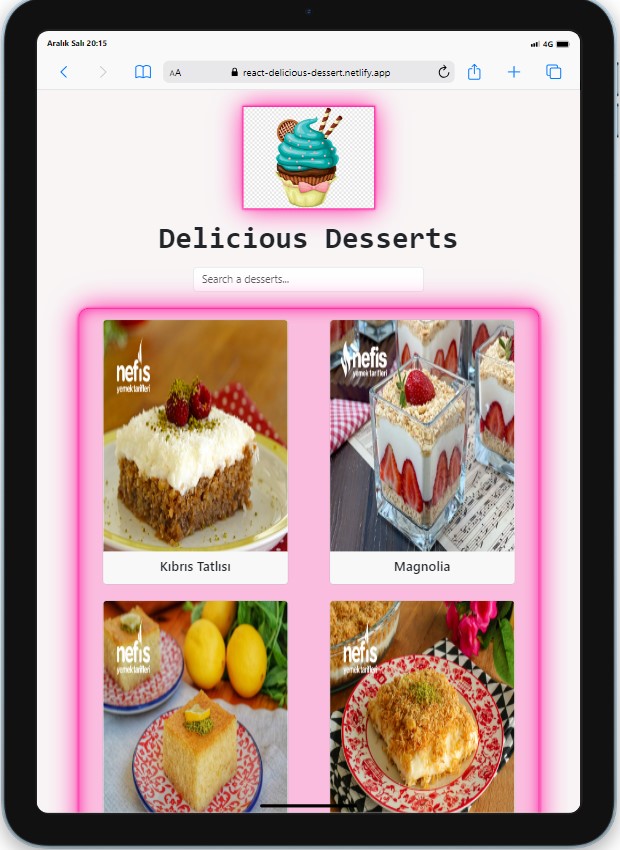 Aralık Salı 20:15
4G
AA
react-delicious-dessert.netlify.app
Delicious Desserts
Search a desserts...
nefis
yemek tarifleri
nefis
yemek tarifleri
Kıbrıs Tatlısı
Magnolia
nefis
yemek tarifleri
nefis
yemek tarifleri